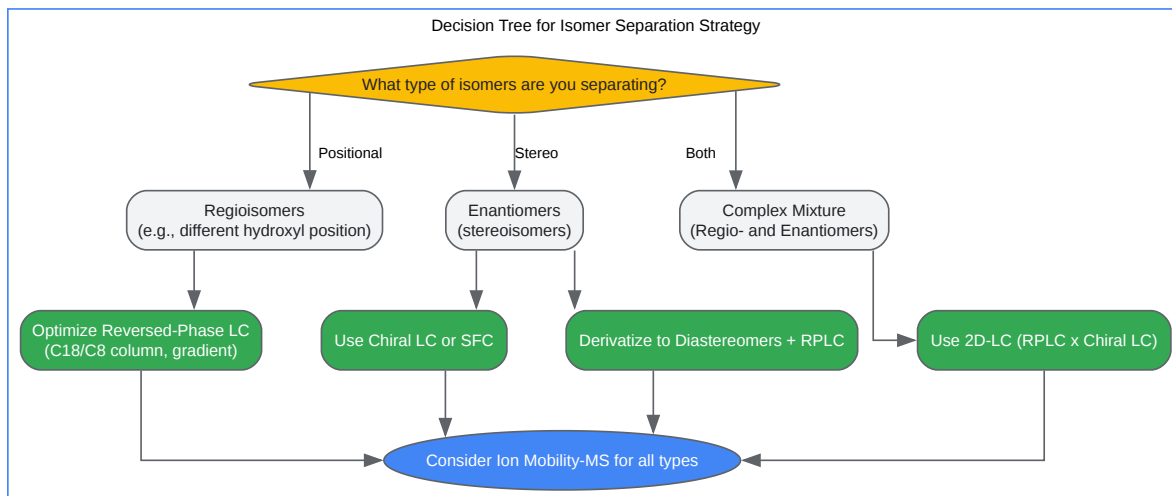 Decision Tree for Isomer Separation Strategy
What type of isomers are you separating?
Positional
Stereo
Both
Regioisomers
(e.g., different hydroxyl position)
Enantiomers
(stereoisomers)
Complex Mixture
(Regio- and Enantiomers)
Optimize Reversed-Phase LC
(C18/C8 column, gradient)
Use Chiral LC or SFC
Derivatize to Diastereomers + RPLC
Use 2D-LC (RPLC x Chiral LC)
Consider Ion Mobility-MS for all types